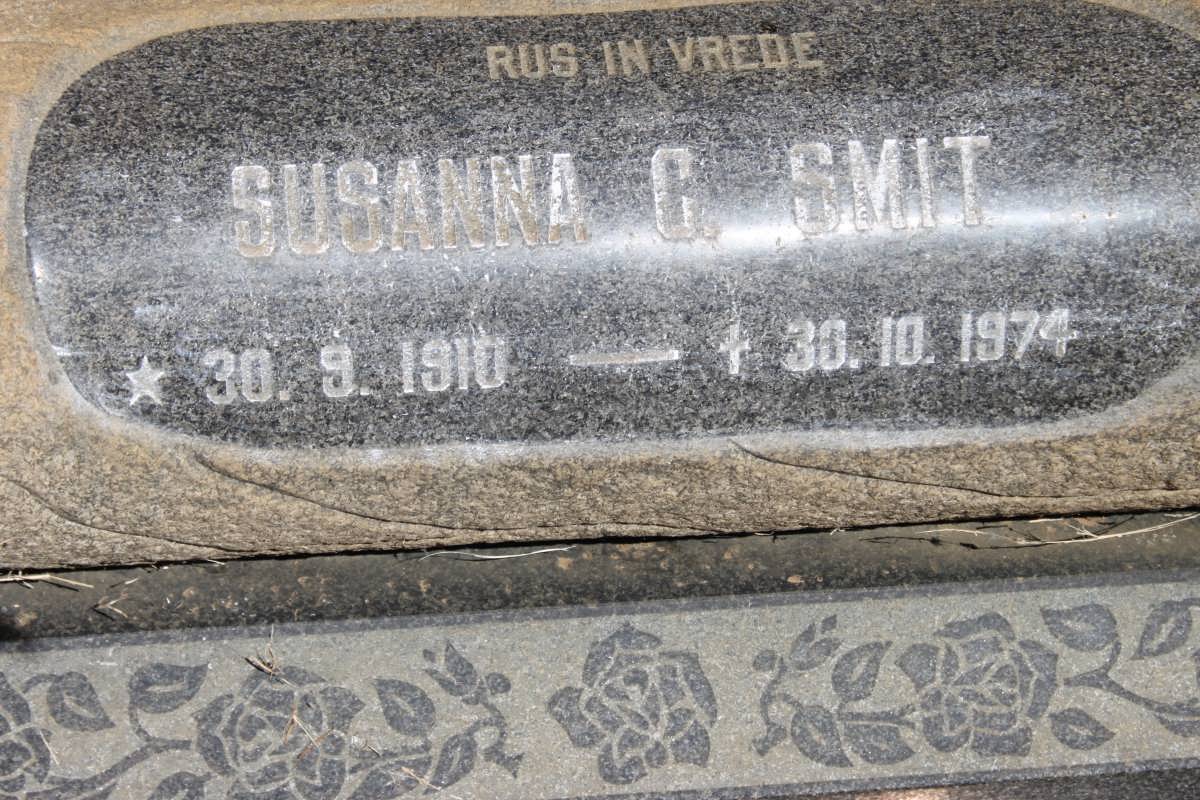 RUS IN VREDE
SUSANNA C. SMIT
★ 30. 9. 1910 — † 30. 10. 1974